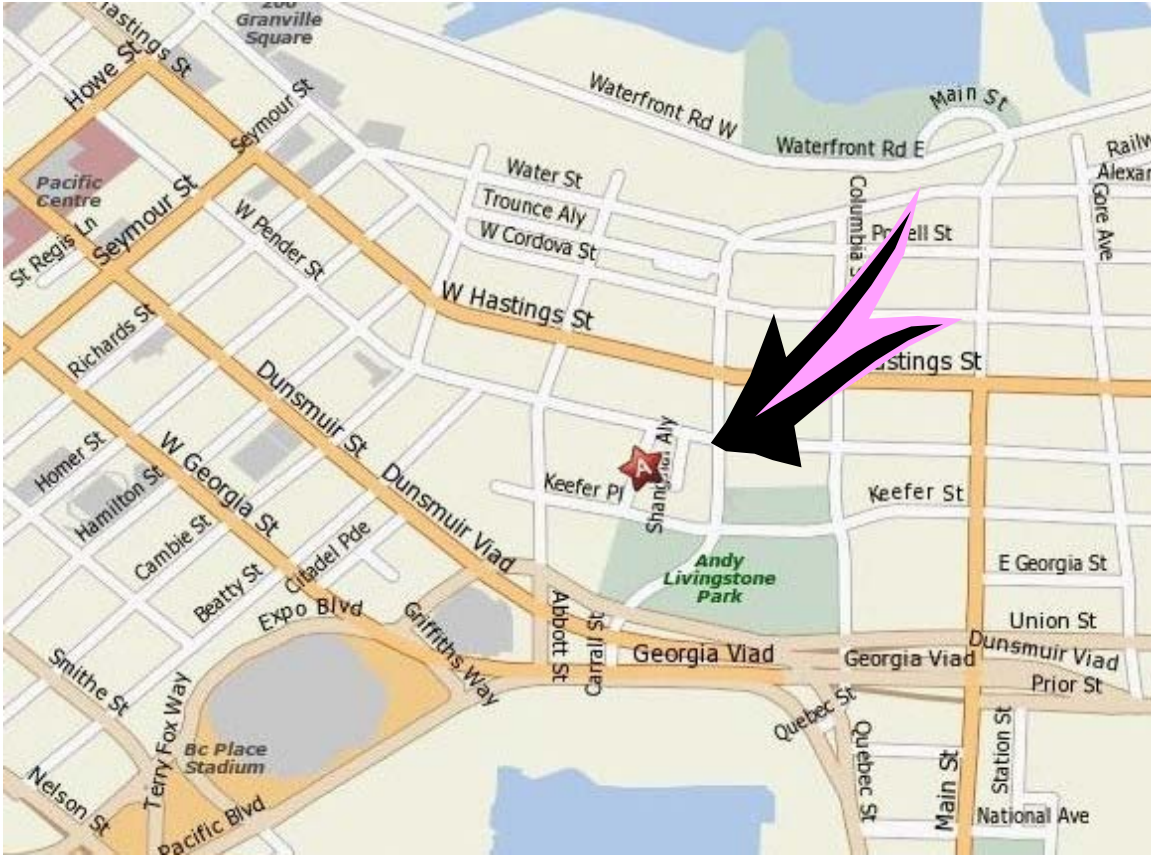 200
Granville
Square
Hastings St
Howe St
Seymour St
Waterfront Rd W
Main St
Waterfront Rd E
Water St
Trounce Aly
W Cordova St
Pacific
Centre
Seymour St
St Regis Ln
W Pender St
Columbia
Powell St
Gore Ave
W Hastings St
Hastings St
Richards St
Dunsmuir St
Homer St
Hamilton St
W Georgia St
Cambie St
Beatty St
Citadel Pde
Dunsmuir Viad
Expo Blvd
Griffiths Way
Keefer Pl
A
Aly
Keefer St
Andy
Livingstone
Park
E Georgia St
Union St
Abbott St
Carrall St
Georgia Viad
Georgia Viad
Dunsmuir Viad
Prior St
Smithe St
Terry Fox Way
Bc Place
Stadium
Nelson St
Pacific Blvd
Quebec St
Quebec St
Main St
Station St
National Ave